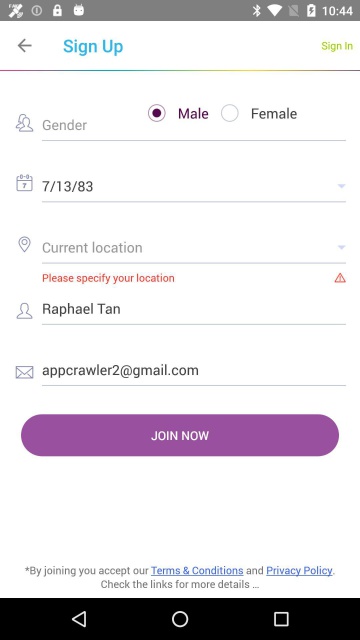 10:44
Sign Up
Sign In
Gender
Male
Female
7
7/13/83
Current location
Please specify your location
Raphael Tan
appcrawler2@gmail.com
JOIN NOW
*By joining you accept our Terms & Conditions and Privacy Policy.
Check the links for more details ...